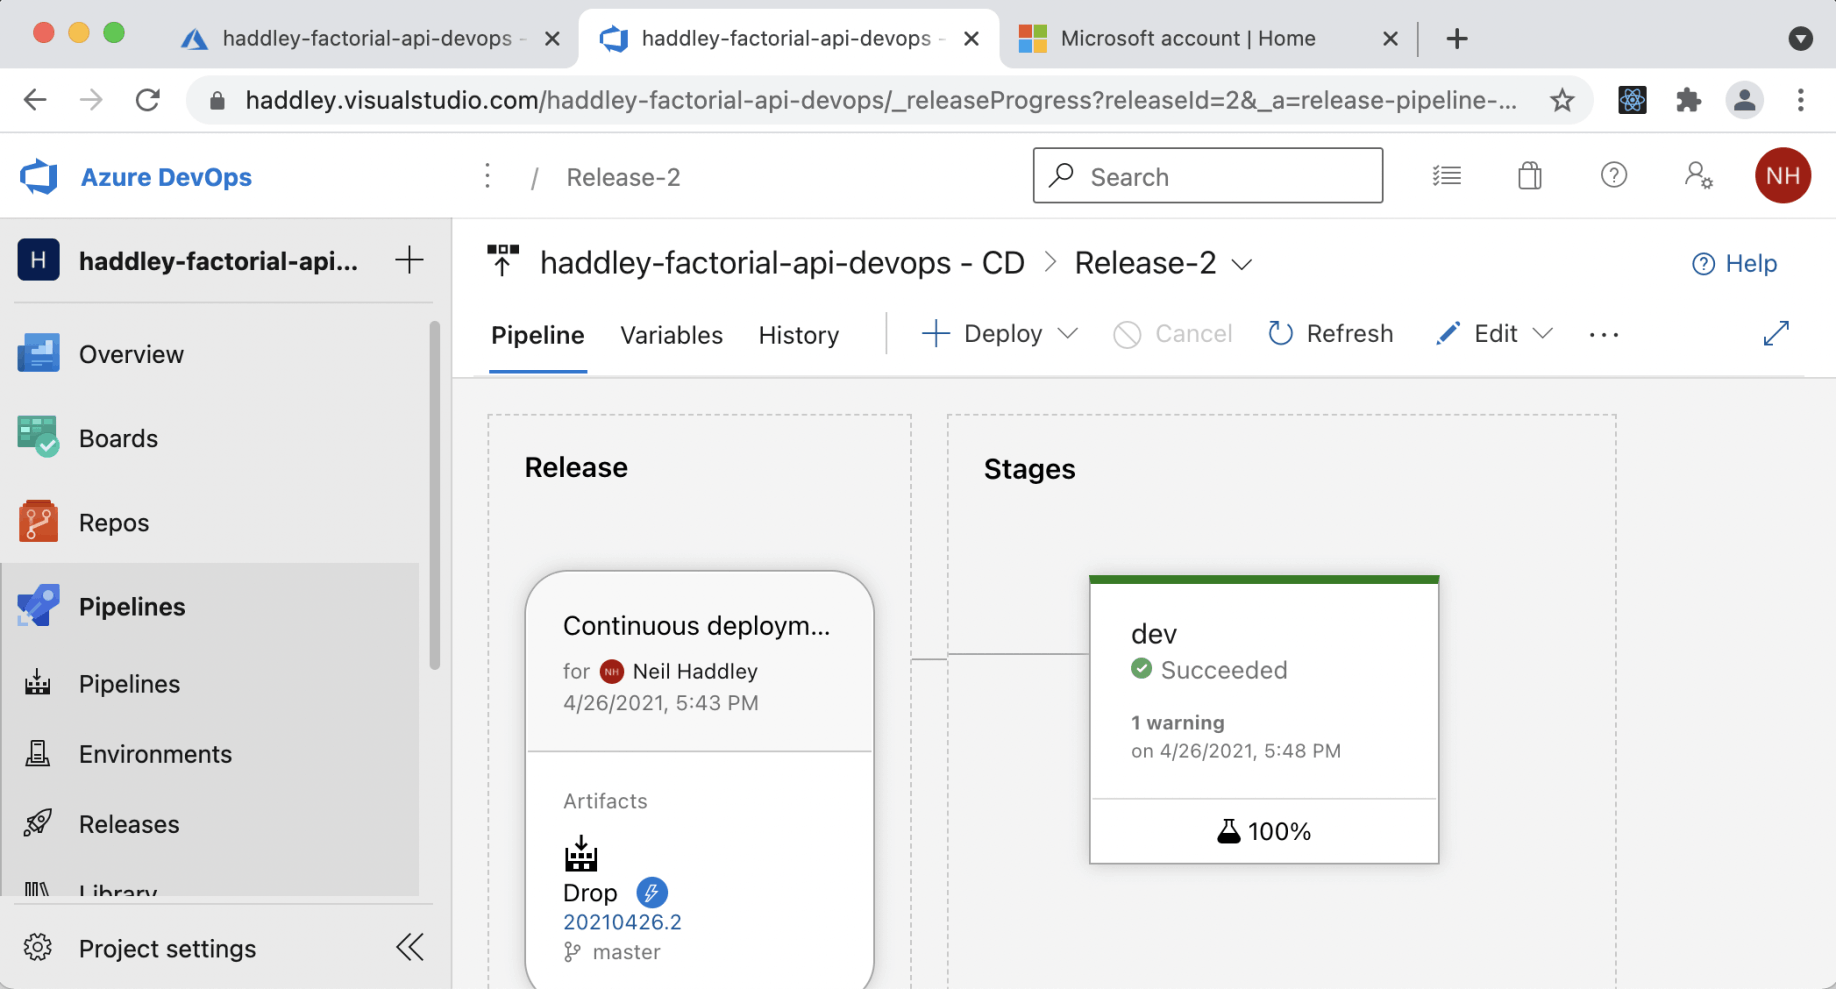 haddley-factorial-api-devops -
haddley-factorial-api-devops -
Microsoft account | Home
haddley.visualstudio.com/haddley-factorial-api-devops/_releaseProgress?releaseId=2&_a=release-pipeline-...
Azure DevOps
/ Release-2
Search
NH
H haddley-factorial-api...
haddley-factorial-api-devops - CD > Release-2
Help
Pipeline Variables History
Deploy Cancel Refresh Edit ...
Overview
Boards
Repos
Pipelines
Pipelines
Environments
Releases
Library
Project settings
Release
Continuous deploym...
for NH Neil Haddley
4/26/2021, 5:43 PM
Artifacts
Drop
20210426.2
master
Stages
dev
Succeeded
1 warning
on 4/26/2021, 5:48 PM
100%